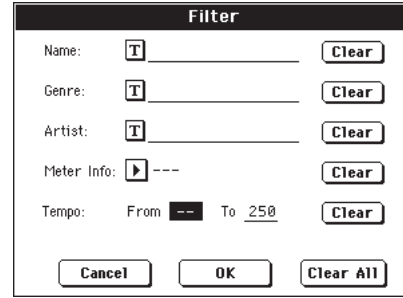 Filter
Name: T Clear
Genre: T Clear
Artist: T Clear
Meter Info: --- Clear
Tempo: From -- To 250 Clear
Cancel OK Clear All